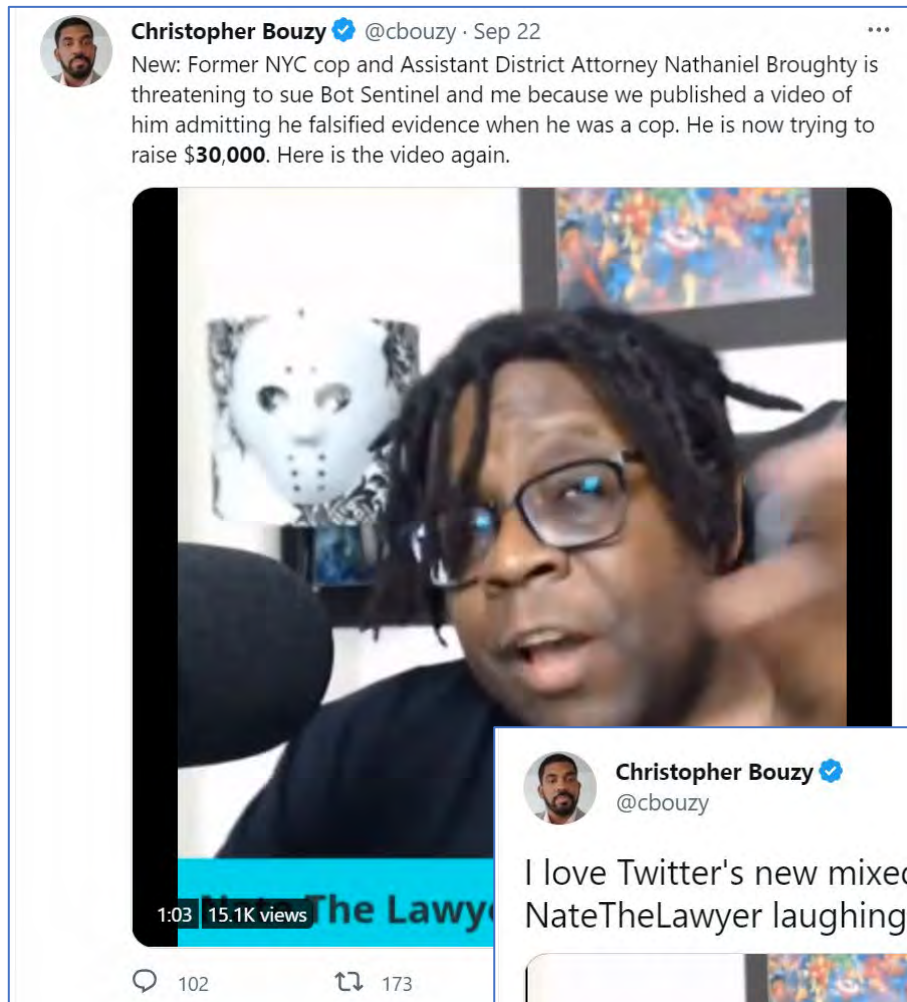 Christopher Bouzy @cbouzy · Sep 22
New: Former NYC cop and Assistant District Attorney Nathaniel Broughty is
threatening to sue Bot Sentinel and me because we published a video of
him admitting he falsified evidence when he was a cop. He is now trying to
raise $30,000. Here is the video again.
1:03 15.1K views
Nate The Lawye
102 173
Christopher Bouzy
@cbouzy
I love Twitter's new mixed
NateTheLawyer laughing